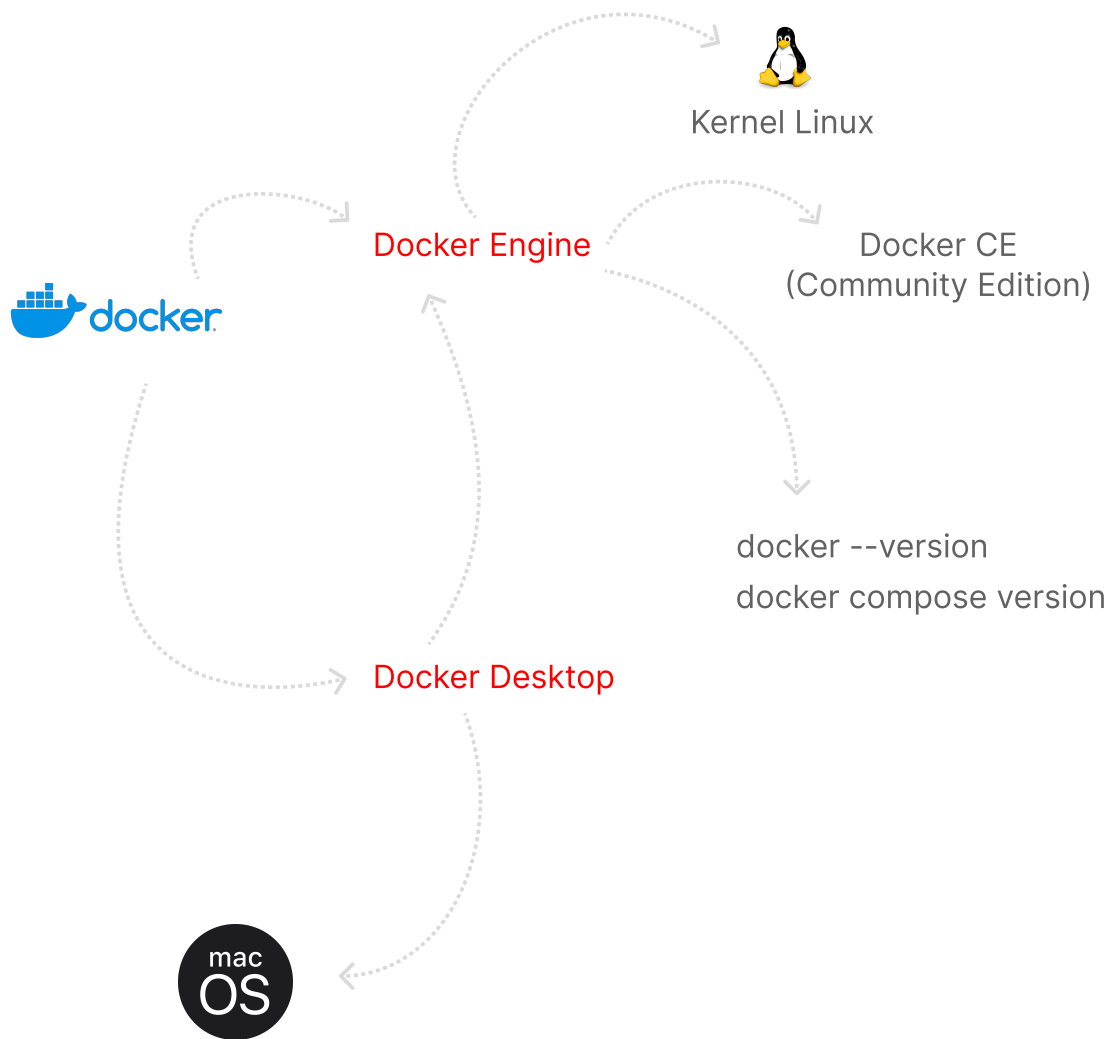 Kernel Linux
Docker Engine
Docker CE
(Community Edition)
docker
docker --version
docker compose version
Docker Desktop
mac
OS